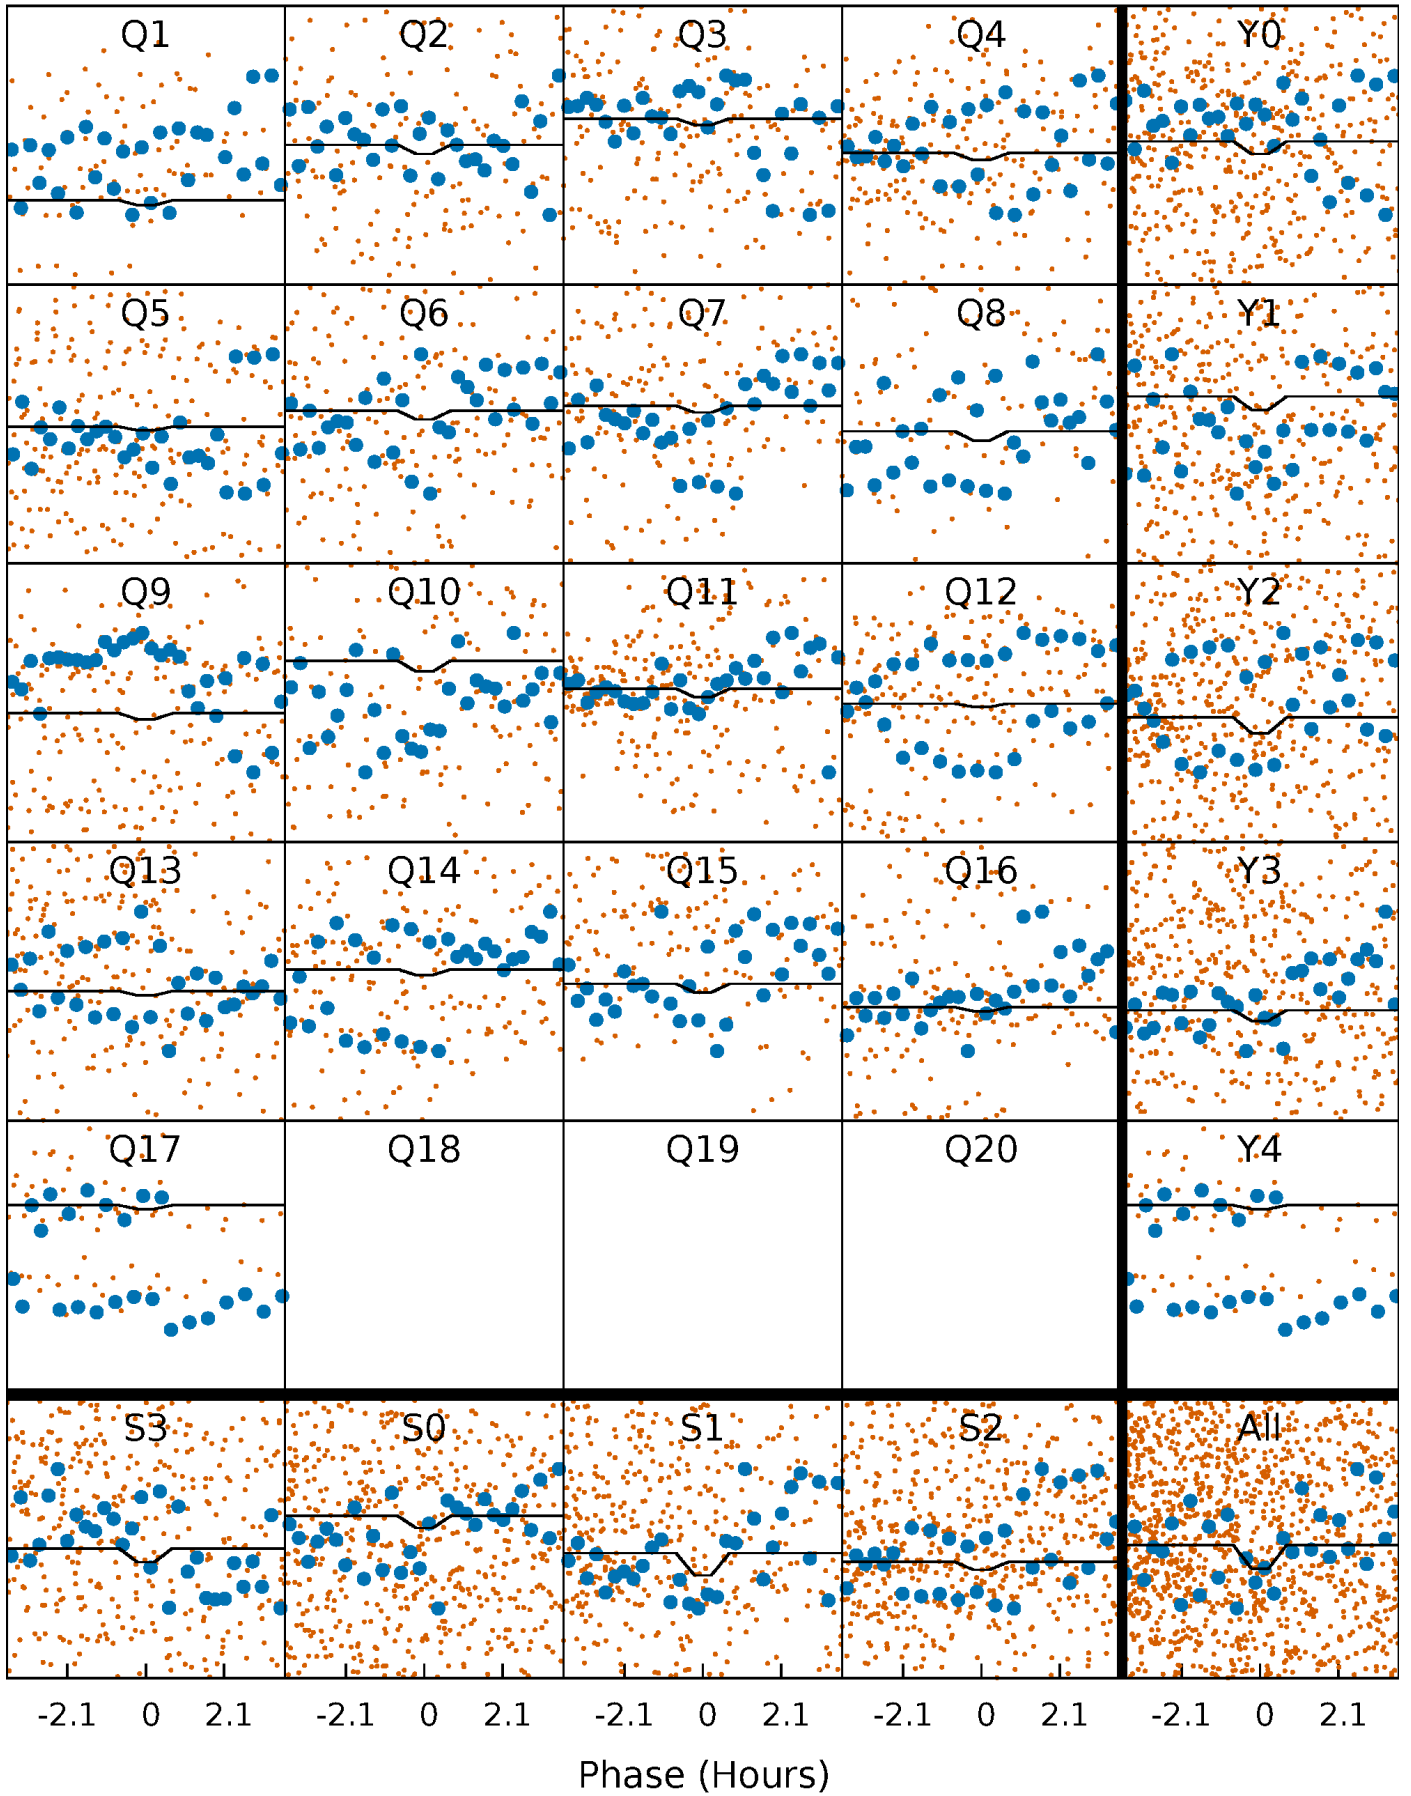 Q1 Q2 Q3 Q4 Y0
Q5 Q6 Q7 Q8 Y1
Q9 Q10 Q11 Q12 Y2
Q13 Q14 Q15 Q16 Y3
Q17 Q18 Q19 Q20 Y4
S3 S0 S1 S2 All
-2.1 0 2.1 -2.1 0 2.1 -2.1 0 2.1 -2.1 0 2.1 -2.1 0 2.1
Phase (Hours)